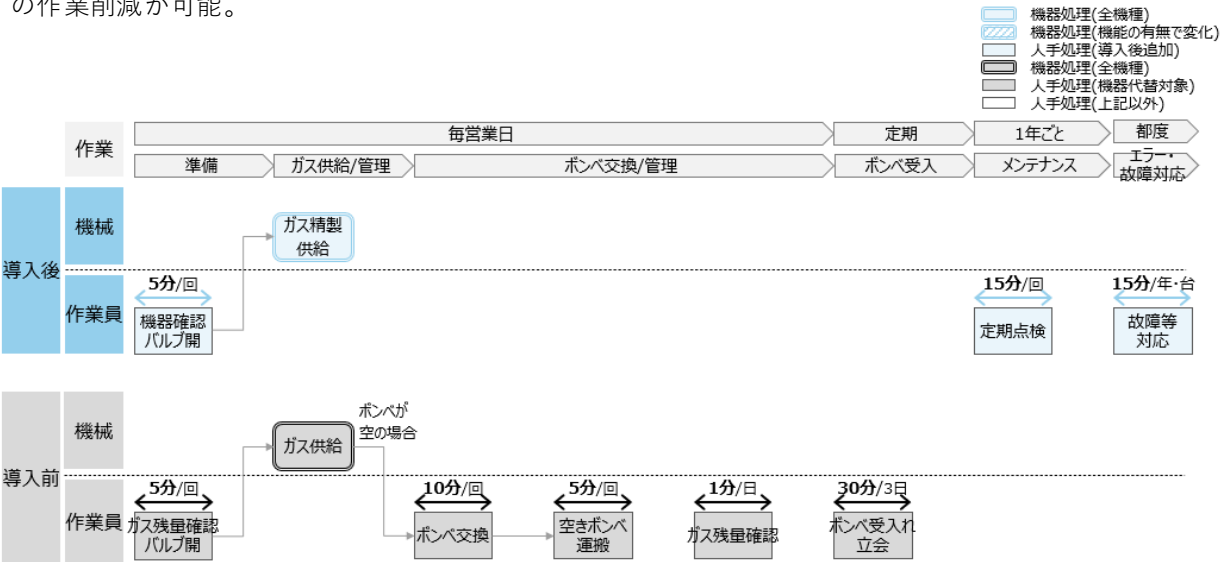 の作業削減が可能。
機器処理(全機種)
機器処理(機能の有無で変化)
人手処理(導入後追加)
機器処理(全機種)
人手処理(機器代替対象)
人手処理(上記以外)
作業
毎営業日
定期
1年ごと
都度
準備
ガス供給/管理
ボンベ交換/管理
ボンベ受入
メンテナンス
エラー・
故障対応
導入後
機械
ガス精製
供給
作業員
5分/回
機器確認
バルブ開
15分/回
定期点検
15分/年・台
故障等
対応
導入前
機械
ガス供給
ボンベが
空の場合
作業員
5分/回
ガス残量確認
バルブ開
10分/回
ボンベ交換
5分/回
空きボンベ
運搬
1分/日
ガス残量確認
30分/3日
ボンベ受入れ
立会